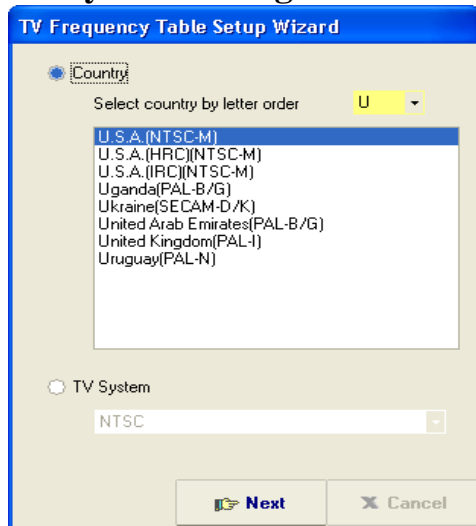 TV Frequency Table Setup Wizard
Country
Select country by letter order U
U.S.A.(NTSC-M)
U.S.A.(HRC)(NTSC-M)
U.S.A.(IRC)(NTSC-M)
Uganda(PAL-B/G)
Ukraine(SECAM-D/K)
United Arab Emirates(PAL-B/G)
United Kingdom(PAL-I)
Uruguay(PAL-N)
TV System
NTSC
Next Cancel